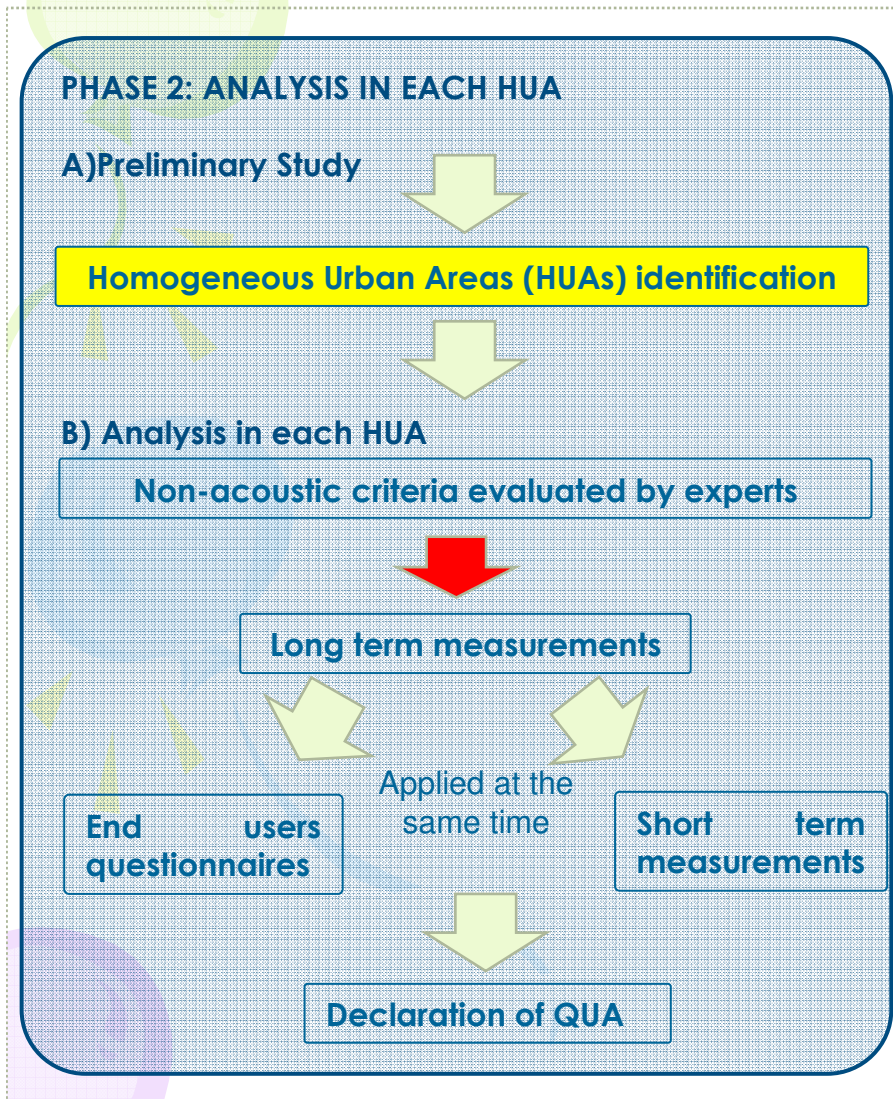 PHASE 2: ANALYSIS IN EACH HUA
A)Preliminary Study
Homogeneous Urban Areas (HUAs) identification
B) Analysis in each HUA
Non-acoustic criteria evaluated by experts
Long term measurements
Applied at the
same time
End users
questionnaires
Short term
measurements
Declaration of QUA